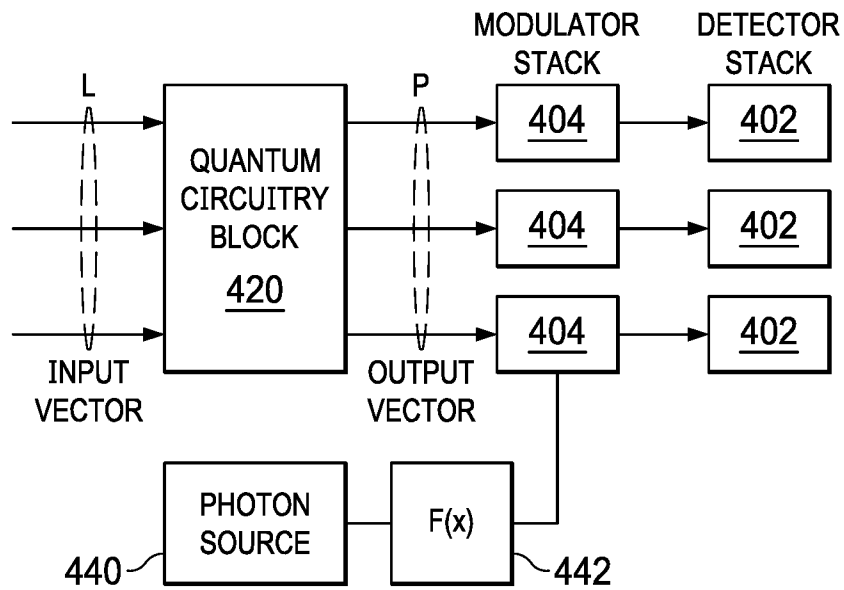 MODULATOR
STACK
DETECTOR
STACK
L
P
404
402
QUANTUM
CIRCUITRY
BLOCK
420
404
402
404
402
INPUT
VECTOR
OUTPUT
VECTOR
PHOTON
SOURCE
F(x)
440
442